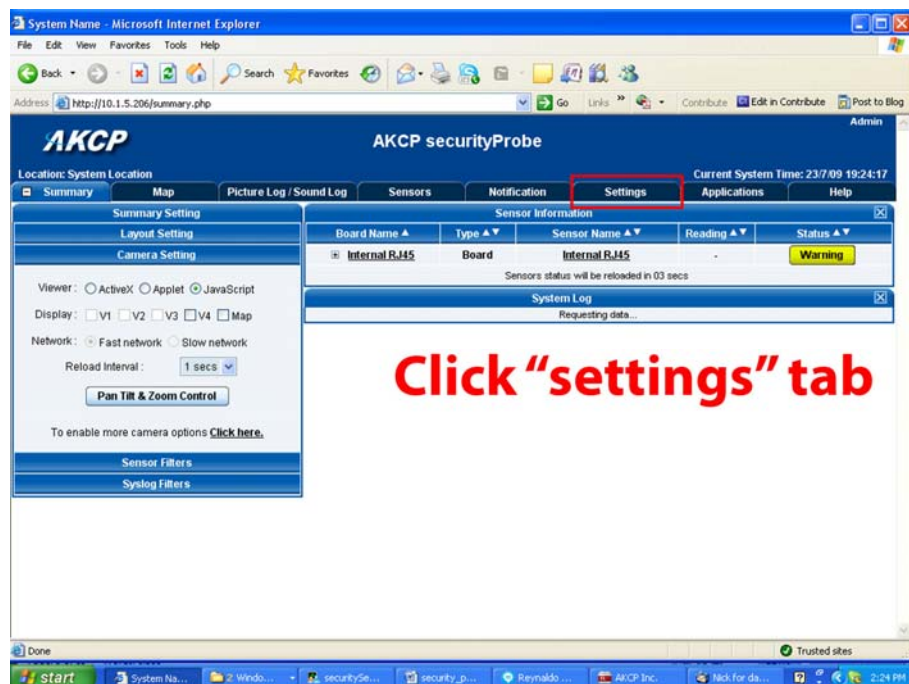 System Name - Microsoft Internet Explorer
File Edit View Favorites Tools Help
Back Search Favorites
Address http://10.1.5.206/summary.php Go Links » Contribute Edit in Contribute Post to Blog
Admin
AKCP
AKCP securityProbe
Location: System Location
Current System Time: 23/7/09 19:24:17
Summary Map Picture Log / Sound Log Sensors Notification Settings Applications Help
Summary Setting
Layout Setting
Camera Setting
Viewer: ActiveX Applet JavaScript
Display: V1 V2 V3 V4 Map
Network: Fast network Slow network
Reload Interval: 1 secs
Pan Tilt & Zoom Control
To enable more camera options Click here.
Sensor Filters
Syslog Filters
Sensor Information
Board Name Type Sensor Name Reading Status
Internal RJ45 Board Internal RJ45 - Warning
Sensors status will be reloaded in 03 secs
System Log
Requesting data...
Click “settings” tab
Done
Trusted sites
start System Na... 2 Windo... securitySe... security_p... Reynaldo ... AKCP Inc. Nick for da... 2:24 PM